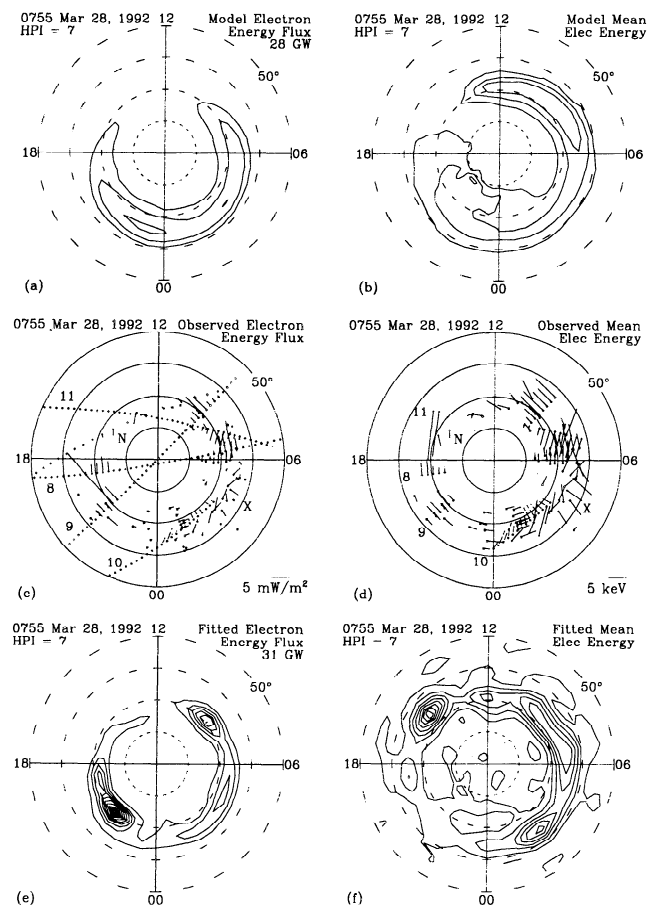 0755 Mar 28, 1992 12 Model Electron
HPI = 7 Energy Flux
28 GW
50°
18 06
(a) 00
0755 Mar 28, 1992 12 Model Mean
HPI = 7 Elec Energy
50°
18 06
(b) 00
0755 Mar 28, 1992 12 Observed Electron
Energy Flux
50°
11
N
18 06
8
9 X
10
(c) 00 5 mW/m²
0755 Mar 28, 1992 12 Observed Mean
Elec Energy
50°
11
N
18 06
8
9 X
10
(d) 00 5 keV
0755 Mar 28, 1992 12 Fitted Electron
HPI = 7 Energy Flux
31 GW
50°
18 06
(e) 00
0755 Mar 28, 1992 12 Fitted Mean
HPI = 7 Elec Energy
50°
18 06
(f) 00